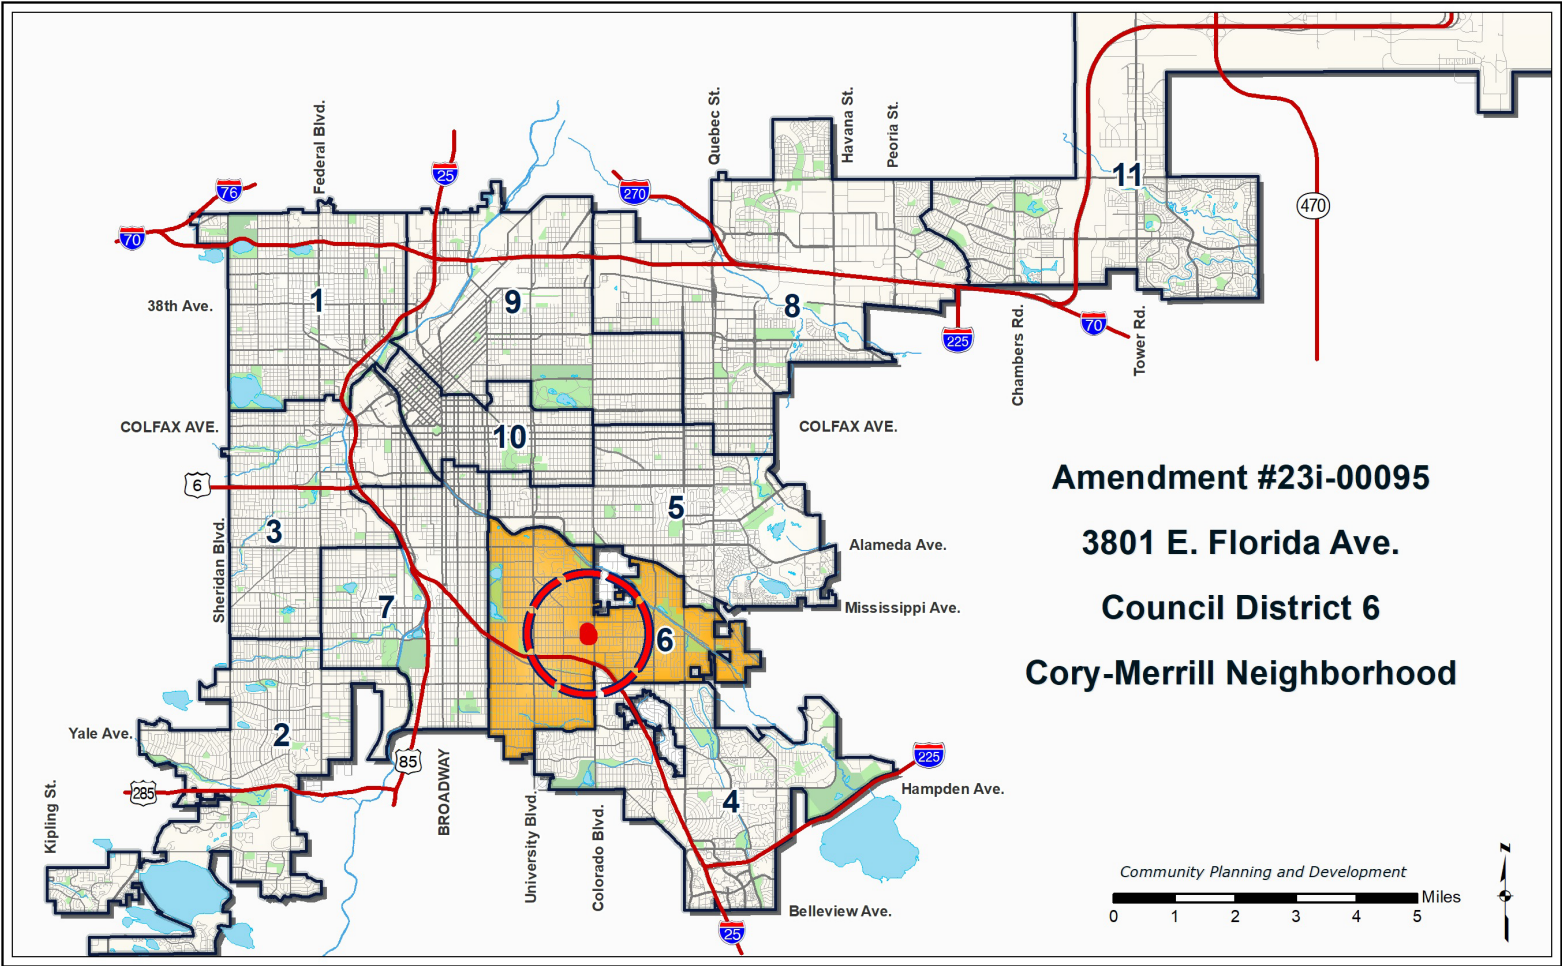 Federal Blvd.
Quebec St.
Havana St.
Peoria St.
76
25
270
70
11
470
38th Ave.
1
9
8
225
70
Chambers Rd.
Tower Rd.
COLFAX AVE.
10
COLFAX AVE.
6
5
3
Sheridan Blvd.
Alameda Ave.
7
Mississippi Ave.
6
Yale Ave.
2
85
BROADWAY
285
Kipling St.
University Blvd.
Colorado Blvd.
4
225
Hampden Ave.
Belleview Ave.
25
Amendment #23i-00095
3801 E. Florida Ave.
Council District 6
Cory-Merrill Neighborhood
Community Planning and Development
Miles
0 1 2 3 4 5
Z